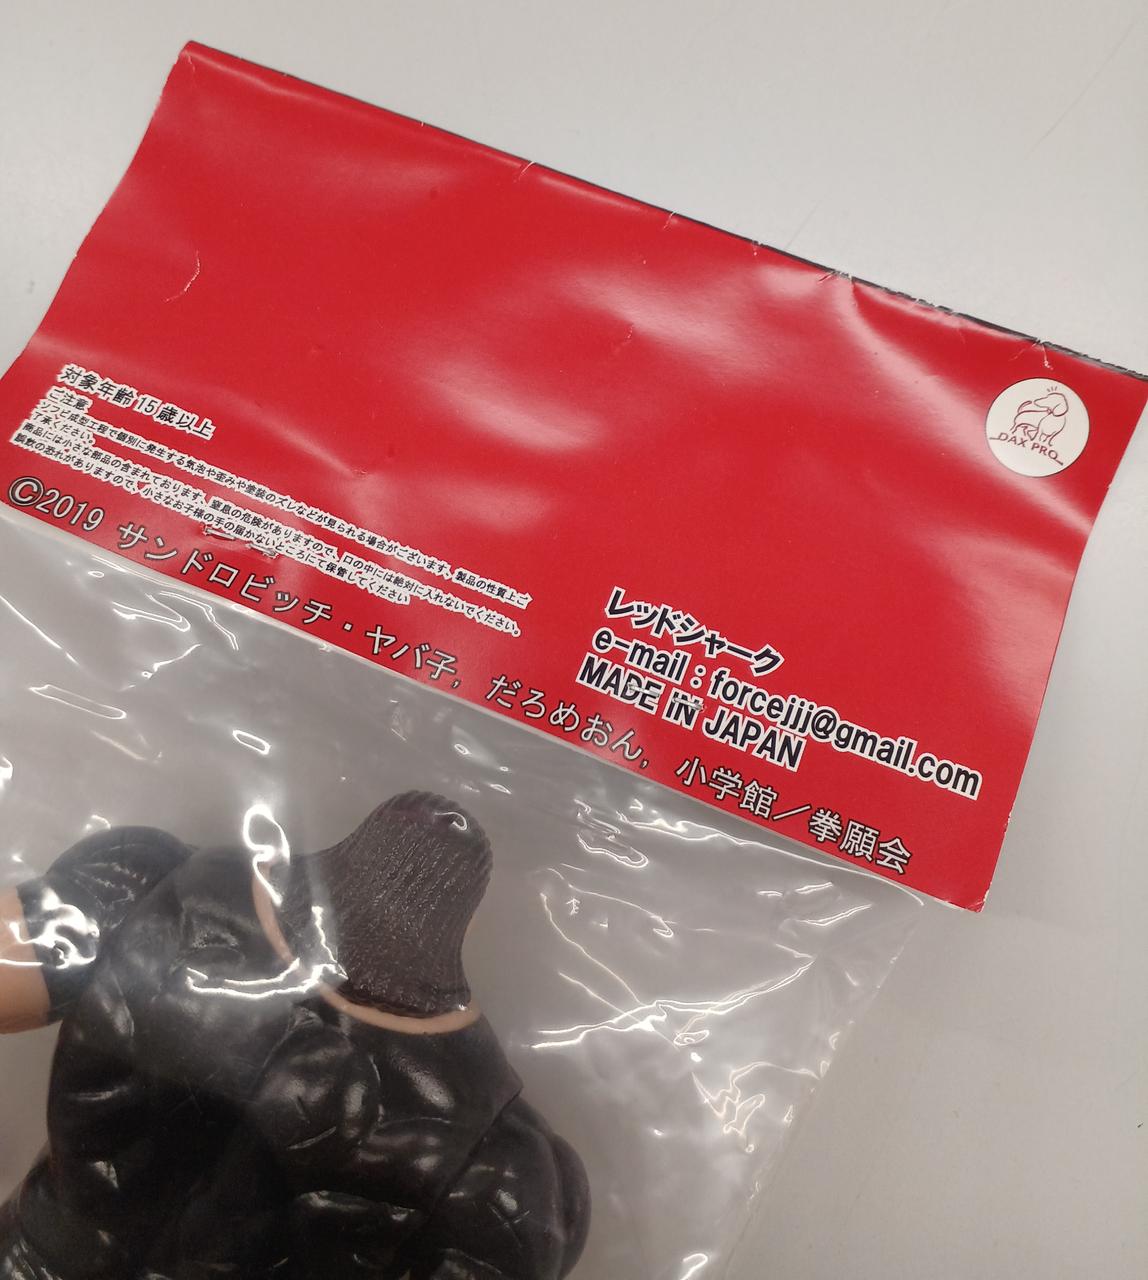 対象年齢15歳以上
ご注意
ソフビ成型工程で個別に発生する気泡や歪みや塗装のズレなどが見られる場合がございます、製品の性質上ご
了承ください。
商品には小さな部品の含まれております、窒息の危険がありますので、口の中には絶対に入れないでください。
誤飲の恐れがありますので、小さなお子様の手の届かないところにて保管してください
©2019 サンドロビッチ・ヤバ子, だろめおん, 小学館／拳願会
レッドシャーク
e-mail：forcejjj@gmail.com
MADE IN JAPAN
DAX PRO